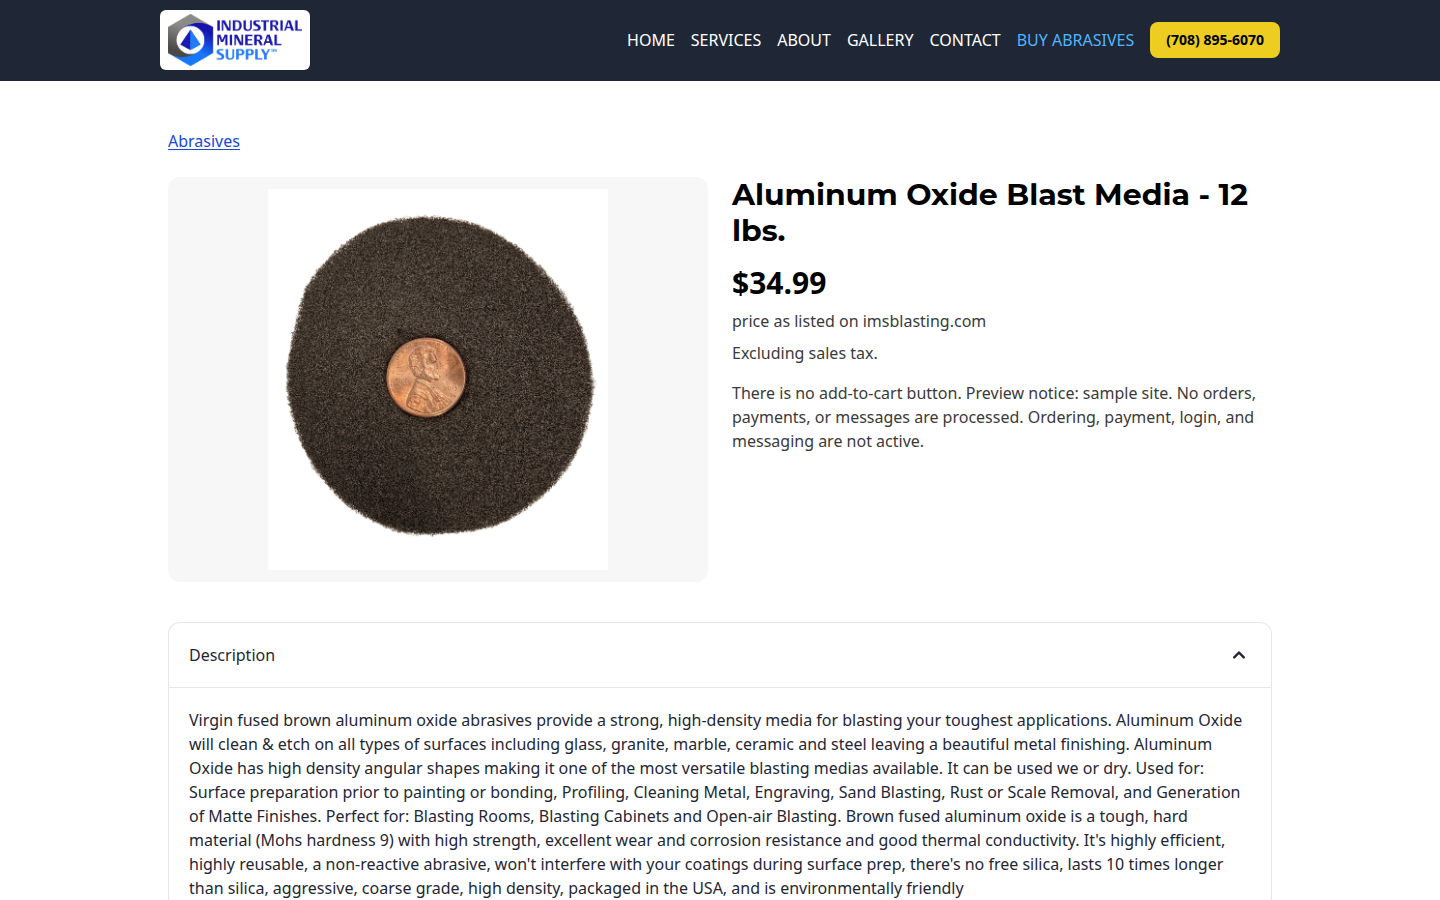 INDUSTRIAL
MINERAL
SUPPLY™
HOME SERVICES ABOUT GALLERY CONTACT BUY ABRASIVES (708) 895-6070
Abrasives
Aluminum Oxide Blast Media - 12
lbs.
$34.99
price as listed on imsblasting.com
Excluding sales tax.
There is no add-to-cart button. Preview notice: sample site. No orders,
payments, or messages are processed. Ordering, payment, login, and
messaging are not active.
Description
Virgin fused brown aluminum oxide abrasives provide a strong, high-density media for blasting your toughest applications. Aluminum Oxide
will clean & etch on all types of surfaces including glass, granite, marble, ceramic and steel leaving a beautiful metal finishing. Aluminum
Oxide has high density angular shapes making it one of the most versatile blasting medias available. It can be used we or dry. Used for:
Surface preparation prior to painting or bonding, Profiling, Cleaning Metal, Engraving, Sand Blasting, Rust or Scale Removal, and Generation
of Matte Finishes. Perfect for: Blasting Rooms, Blasting Cabinets and Open-air Blasting. Brown fused aluminum oxide is a tough, hard
material (Mohs hardness 9) with high strength, excellent wear and corrosion resistance and good thermal conductivity. It's highly efficient,
highly reusable, a non-reactive abrasive, won't interfere with your coatings during surface prep, there's no free silica, lasts 10 times longer
than silica, aggressive, coarse grade, high density, packaged in the USA, and is environmentally friendly